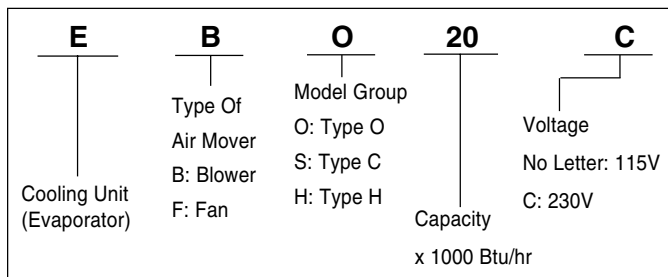 E B O 20 C
Type Of
Air Mover
B: Blower
F: Fan
Model Group
O: Type O
S: Type C
H: Type H
Voltage
No Letter: 115V
C: 230V
Cooling Unit
(Evaporator)
Capacity
x 1000 Btu/hr